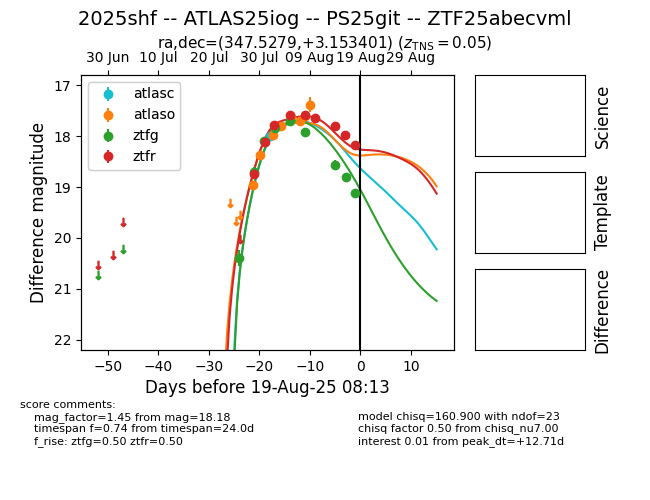 2025shf -- ATLAS25iog -- PS25git -- ZTF25abecvml
ra,dec=(347.5279,+3.153401) (z_TNS = 0.05)
30 Jun 10 Jul 20 Jul 30 Jul 09 Aug 19 Aug 29 Aug
atlasc
atlaso
ztfg
ztfr
17
18
19
20
21
22
Difference magnitude
−50 −40 −30 −20 −10 0 10
Days before 19-Aug-25 08:13
Science
Template
Difference
score comments:
mag_factor=1.45 from mag=18.18
timespan f=0.74 from timespan=24.0d
f_rise: ztfg=0.50 ztfr=0.50
model chisq=160.900 with ndof=23
chisq factor 0.50 from chisq_nu7.00
interest 0.01 from peak_dt=+12.71d